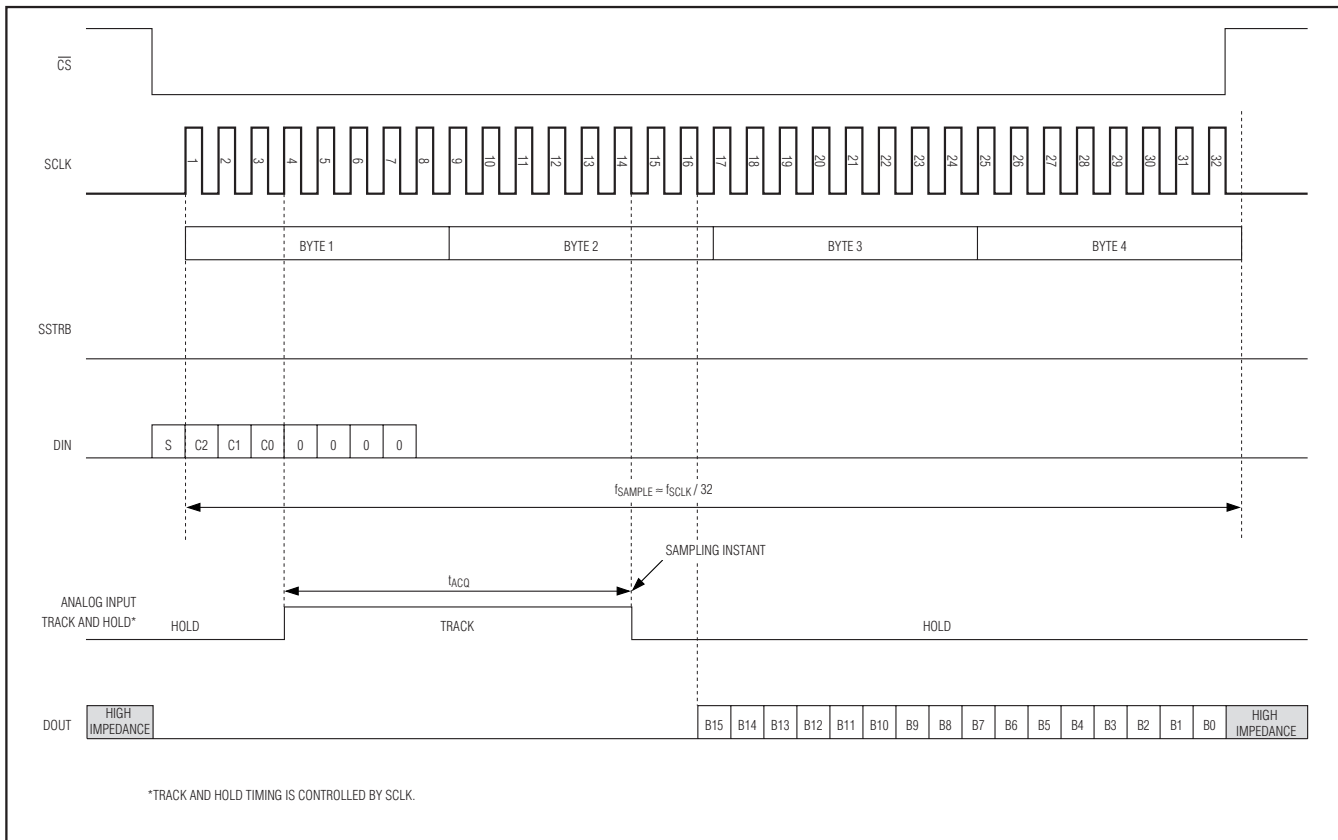 CS
SCLK
1 2 3 4 5 6 7 8 9 10 11 12 13 14 15 16 17 18 19 20 21 22 23 24 25 26 27 28 29 30 31 32
BYTE 1 BYTE 2 BYTE 3 BYTE 4
SSTRB
DIN
S C2 C1 C0 0 0 0 0
fSAMPLE = fSCLK / 32
SAMPLING INSTANT
tACQ
ANALOG INPUT
TRACK AND HOLD*
HOLD TRACK HOLD
DOUT
HIGH
IMPEDANCE
B15 B14 B13 B12 B11 B10 B9 B8 B7 B6 B5 B4 B3 B2 B1 B0
HIGH
IMPEDANCE
*TRACK AND HOLD TIMING IS CONTROLLED BY SCLK.